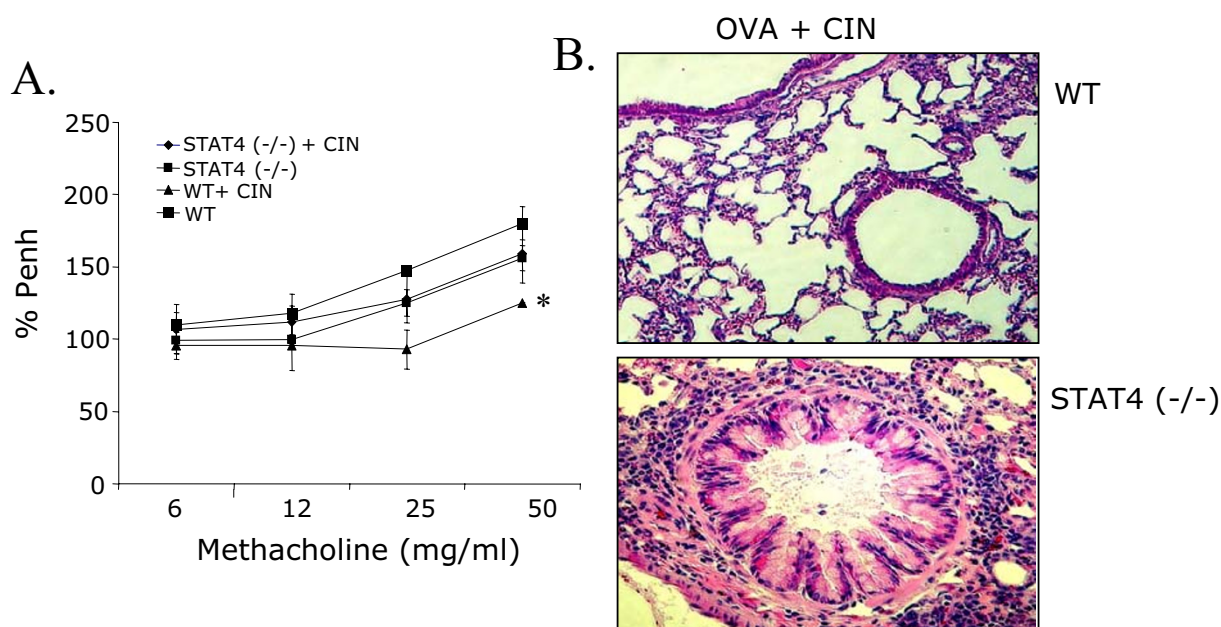 A.
250
200
150
100
50
0
% Penh
STAT4 (-/-) + CIN
STAT4 (-/-)
WT+ CIN
WT
*
6 12 25 50
Methacholine (mg/ml)
B.
OVA + CIN
WT
STAT4 (-/-)